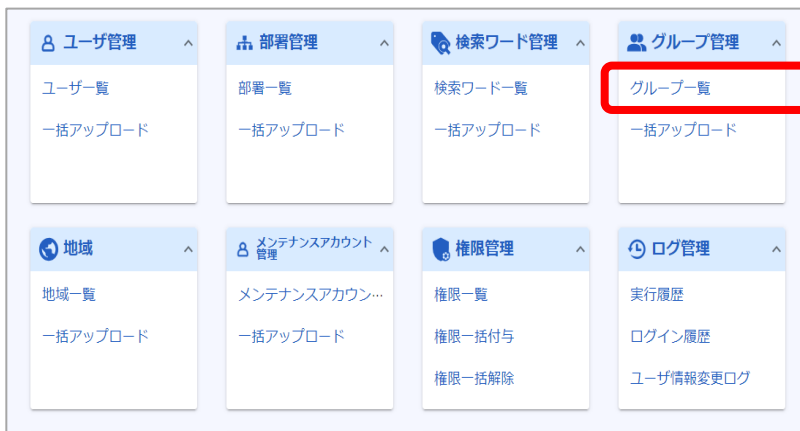 ユーザ管理
ユーザー覧
一括アップロード
部署管理
部署一覧
一括アップロード
検索ワード管理
検索ワード一覧
一括アップロード
グループ管理
グループ一覧
一括アップロード
地域
地域一覧
一括アップロード
メンテナンスアカウント
管理
メンテナンスアカウン…
一括アップロード
権限管理
権限一覧
権限一括付与
権限一括解除
ログ管理
実行履歴
ログイン履歴
ユーザ情報変更ログ